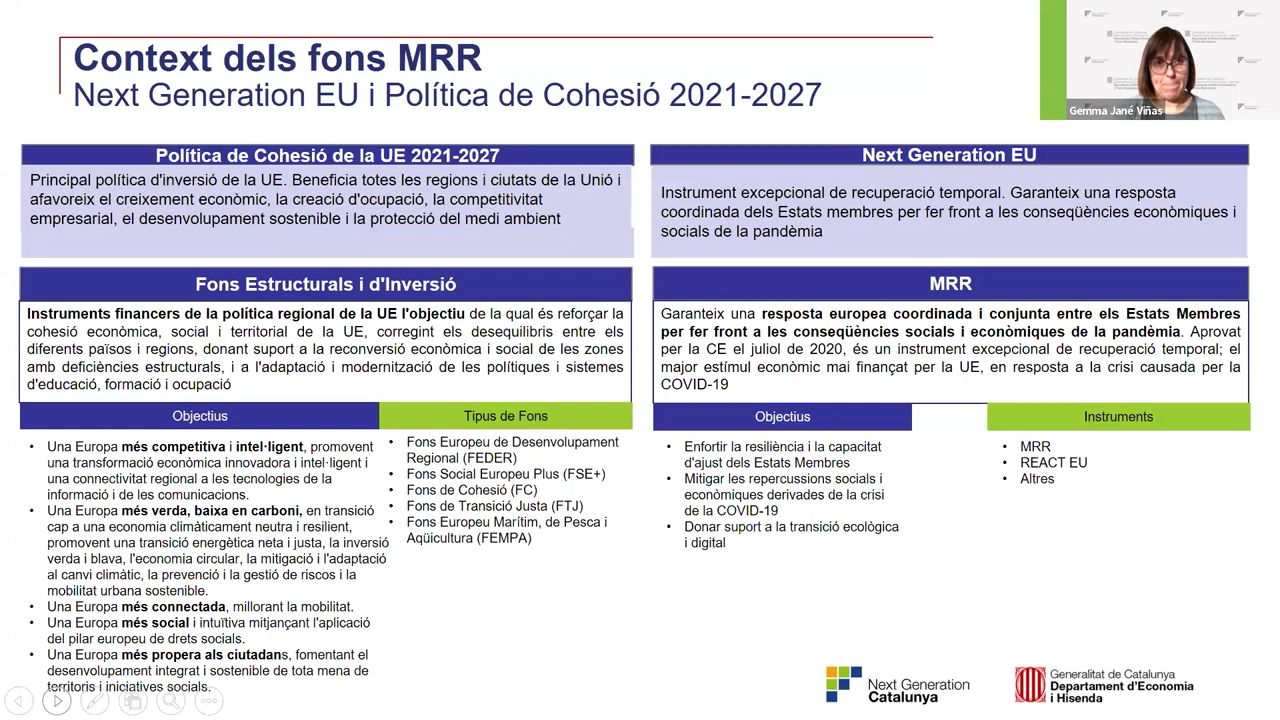 Context dels fons MRR
Next Generation EU i Política de Cohesió 2021-2027
Gemma Jané Viñas
Política de Cohesió de la UE 2021-2027
Principal política d'inversió de la UE. Beneficia totes les regions i ciutats de la Unió i
afavoreix el creixement econòmic, la creació d'ocupació, la competitivitat
empresarial, el desenvolupament sostenible i la protecció del medi ambient
Fons Estructurals i d'Inversió
Instruments financers de la política regional de la UE l'objectiu de la qual és reforçar la
cohesió econòmica, social i territorial de la UE, corregint els desequilibris entre els
diferents països i regions, donant suport a la reconversió econòmica i social de les zones
amb deficiències estructurals, i a l'adaptació i modernització de les polítiques i sistemes
d'educació, formació i ocupació
Objectius
• Una Europa més competitiva i intel·ligent, promovent
una transformació econòmica innovadora i intel·ligent i
una connectivitat regional a les tecnologies de la
informació i de les comunicacions.
• Una Europa més verda, baixa en carboni, en transició
cap a una economia climàticament neutra i resilient,
promovent una transició energètica neta i justa, la inversió
verda i blava, l'economia circular, la mitigació i l'adaptació
al canvi climàtic, la prevenció i la gestió de riscos i la
mobilitat urbana sostenible.
• Una Europa més connectada, millorant la mobilitat.
• Una Europa més social i intuïtiva mitjançant l'aplicació
del pilar europeu de drets socials.
• Una Europa més propera als ciutadans, fomentant el
desenvolupament integrat i sostenible de tota mena de
territoris i iniciatives socials.
Tipus de Fons
• Fons Europeu de Desenvolupament
Regional (FEDER)
• Fons Social Europeu Plus (FSE+)
• Fons de Cohesió (FC)
• Fons de Transició Justa (FTJ)
• Fons Europeu Marítim, de Pesca i
Aqüicultura (FEMPA)
Next Generation EU
Instrument excepcional de recuperació temporal. Garanteix una resposta
coordinada dels Estats membres per fer front a les conseqüències econòmiques i
socials de la pandèmia
MRR
Garanteix una resposta europea coordinada i conjunta entre els Estats Membres
per fer front a les conseqüències socials i econòmiques de la pandèmia. Aprovat
per la CE el juliol de 2020, és un instrument excepcional de recuperació temporal; el
major estímul econòmic mai finançat per la UE, en resposta a la crisi causada per la
COVID-19
Objectius
• Enfortir la resiliència i la capacitat
d'ajust dels Estats Membres
• Mitigar les repercussions socials i
econòmiques derivades de la crisi
de la COVID-19
• Donar suport a la transició ecològica
i digital
Instruments
• MRR
• REACT EU
• Altres
Next Generation
Catalunya
Generalitat de Catalunya
Departament d'Economia
i Hisenda